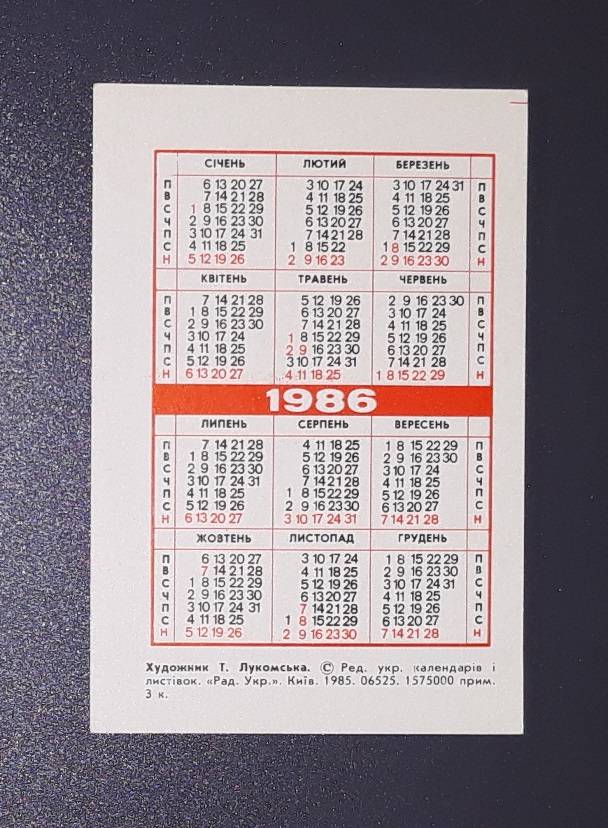 СІЧЕНЬ ЛЮТИЙ БЕРЕЗЕНЬ
П 6 13 20 27 3 10 17 24 3 10 17 24 31 П
В 7 14 21 28 4 11 18 25 4 11 18 25 В
С 1 8 15 22 29 5 12 19 26 5 12 19 26 С
Ч 2 9 16 23 30 6 13 20 27 6 13 20 27 Ч
П 3 10 17 24 31 7 14 21 28 7 14 21 28 П
С 4 11 18 25 1 8 15 22 1 8 15 22 29 С
Н 5 12 19 26 2 9 16 23 2 9 16 23 30 Н
КВІТЕНЬ ТРАВЕНЬ ЧЕРВЕНЬ
П 7 14 21 28 5 12 19 26 2 9 16 23 30 П
В 1 8 15 22 29 6 13 20 27 3 10 17 24 В
С 2 9 16 23 30 7 14 21 28 4 11 18 25 С
Ч 3 10 17 24 1 8 15 22 29 5 12 19 26 Ч
П 4 11 18 25 2 9 16 23 30 6 13 20 27 П
С 5 12 19 26 3 10 17 24 31 7 14 21 28 С
Н 6 13 20 27 4 11 18 25 1 8 15 22 29 Н
1986
ЛИПЕНЬ СЕРПЕНЬ ВЕРЕСЕНЬ
П 7 14 21 28 4 11 18 25 1 8 15 22 29 П
В 1 8 15 22 29 5 12 19 26 2 9 16 23 30 В
С 2 9 16 23 30 6 13 20 27 3 10 17 24 С
Ч 3 10 17 24 31 7 14 21 28 4 11 18 25 Ч
П 4 11 18 25 1 8 15 22 29 5 12 19 26 П
С 5 12 19 26 2 9 16 23 30 6 13 20 27 С
Н 6 13 20 27 3 10 17 24 31 7 14 21 28 Н
ЖОВТЕНЬ ЛИСТОПАД ГРУДЕНЬ
П 6 13 20 27 3 10 17 24 1 8 15 22 29 П
В 7 14 21 28 4 11 18 25 2 9 16 23 30 В
С 1 8 15 22 29 5 12 19 26 3 10 17 24 31 С
Ч 2 9 16 23 30 6 13 20 27 4 11 18 25 Ч
П 3 10 17 24 31 7 14 21 28 5 12 19 26 П
С 4 11 18 25 1 8 15 22 29 6 13 20 27 С
Н 5 12 19 26 2 9 16 23 30 7 14 21 28 Н
Художник Т. Лукомська. © Ред. укр. календарів і
листівок. «Рад. Укр.». Київ. 1985. 06525. 1575000 прим.
3 к.